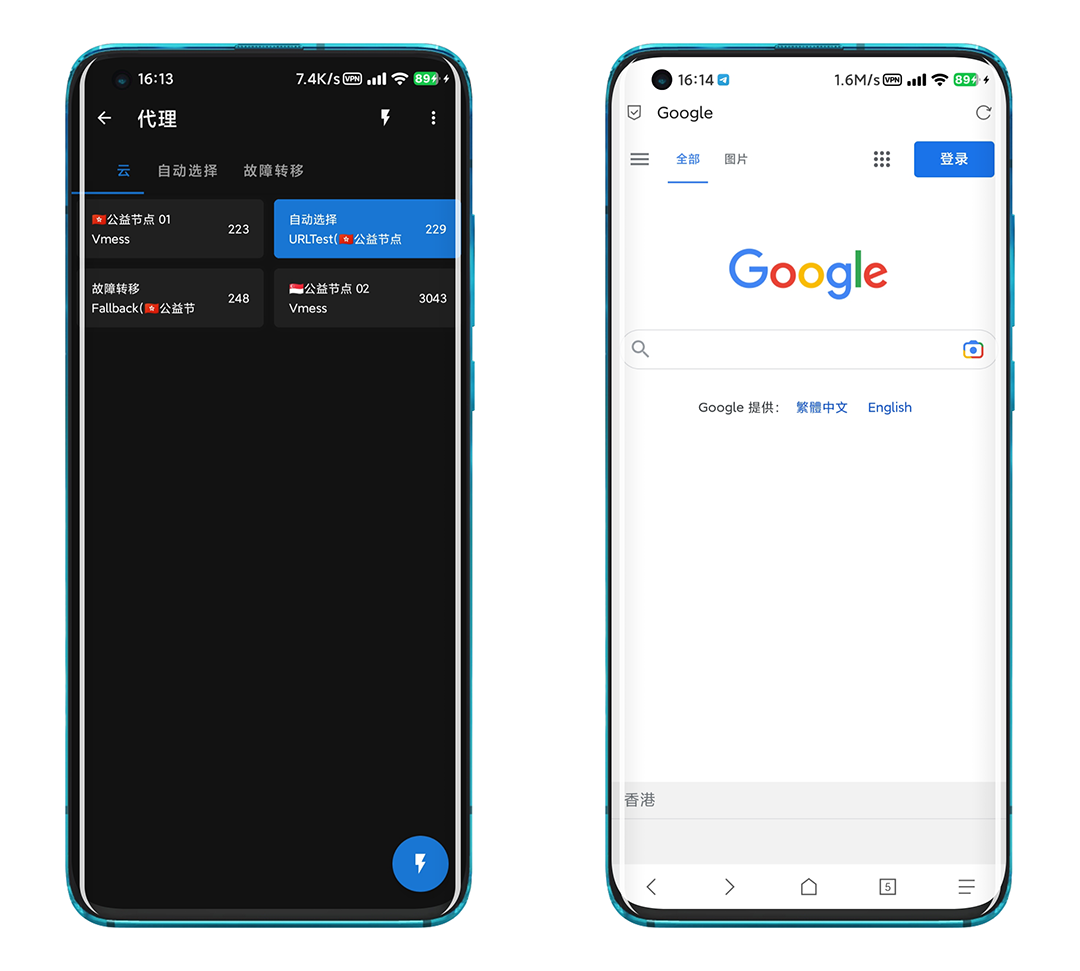 16:13
7.4K/s VPN 89
代理
云 自动选择 故障转移
🇭🇰公益节点 01
Vmess
223
自动选择
URLTest(🇭🇰公益节点
229
故障转移
Fallback(🇭🇰公益节
248
🇸🇬公益节点 02
Vmess
3043
16:14
1.6M/s VPN 89
Google
全部 图片
登录
Google
Google 提供： 繁體中文 English
香港
5